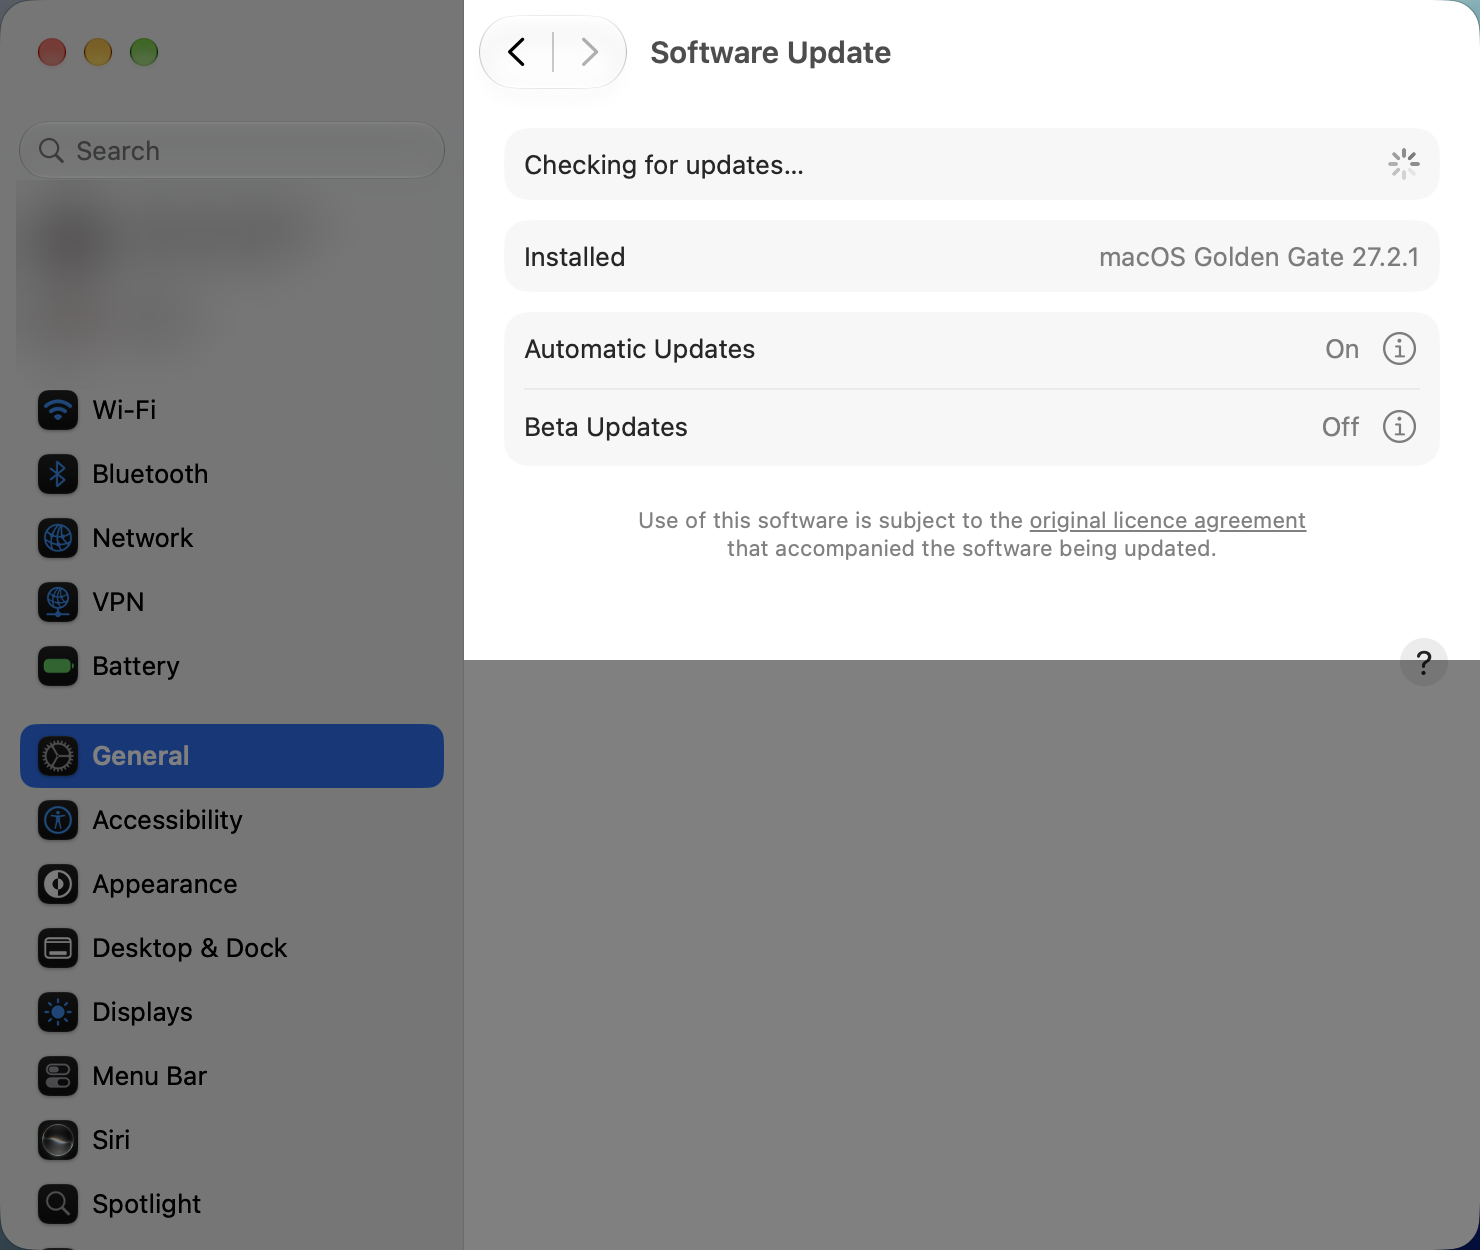 Search
Wi-Fi
Bluetooth
Network
VPN
Battery
General
Accessibility
Appearance
Desktop & Dock
Displays
Menu Bar
Siri
Spotlight
Software Update
Checking for updates...
Installed macOS Golden Gate 27.2.1
Automatic Updates On
Beta Updates Off
Use of this software is subject to the original licence agreement
that accompanied the software being updated.
?